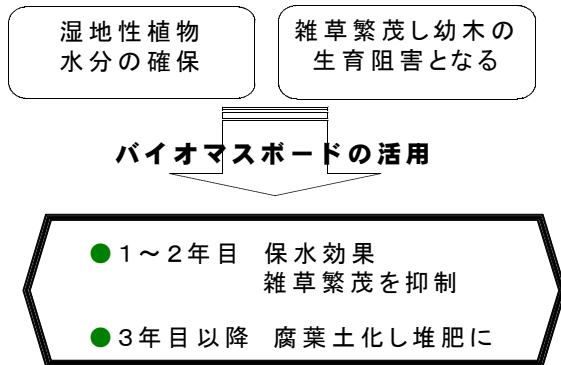 湿地性植物
水分の確保
雑草繁茂し幼木の
生育阻害となる
バイオマスボードの活用
●1～2年目 保水効果
雑草繁茂を抑制
●3年目以降 腐葉土化し堆肥に